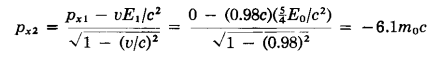 p_{x2} = \frac{p_{x1} - vE_1/c^2}{\sqrt{1 - (v/c)^2}} = \frac{0 - (0.98c)(\frac{5}{4}E_0/c^2)}{\sqrt{1 - (0.98)^2}} = -6.1m_0c